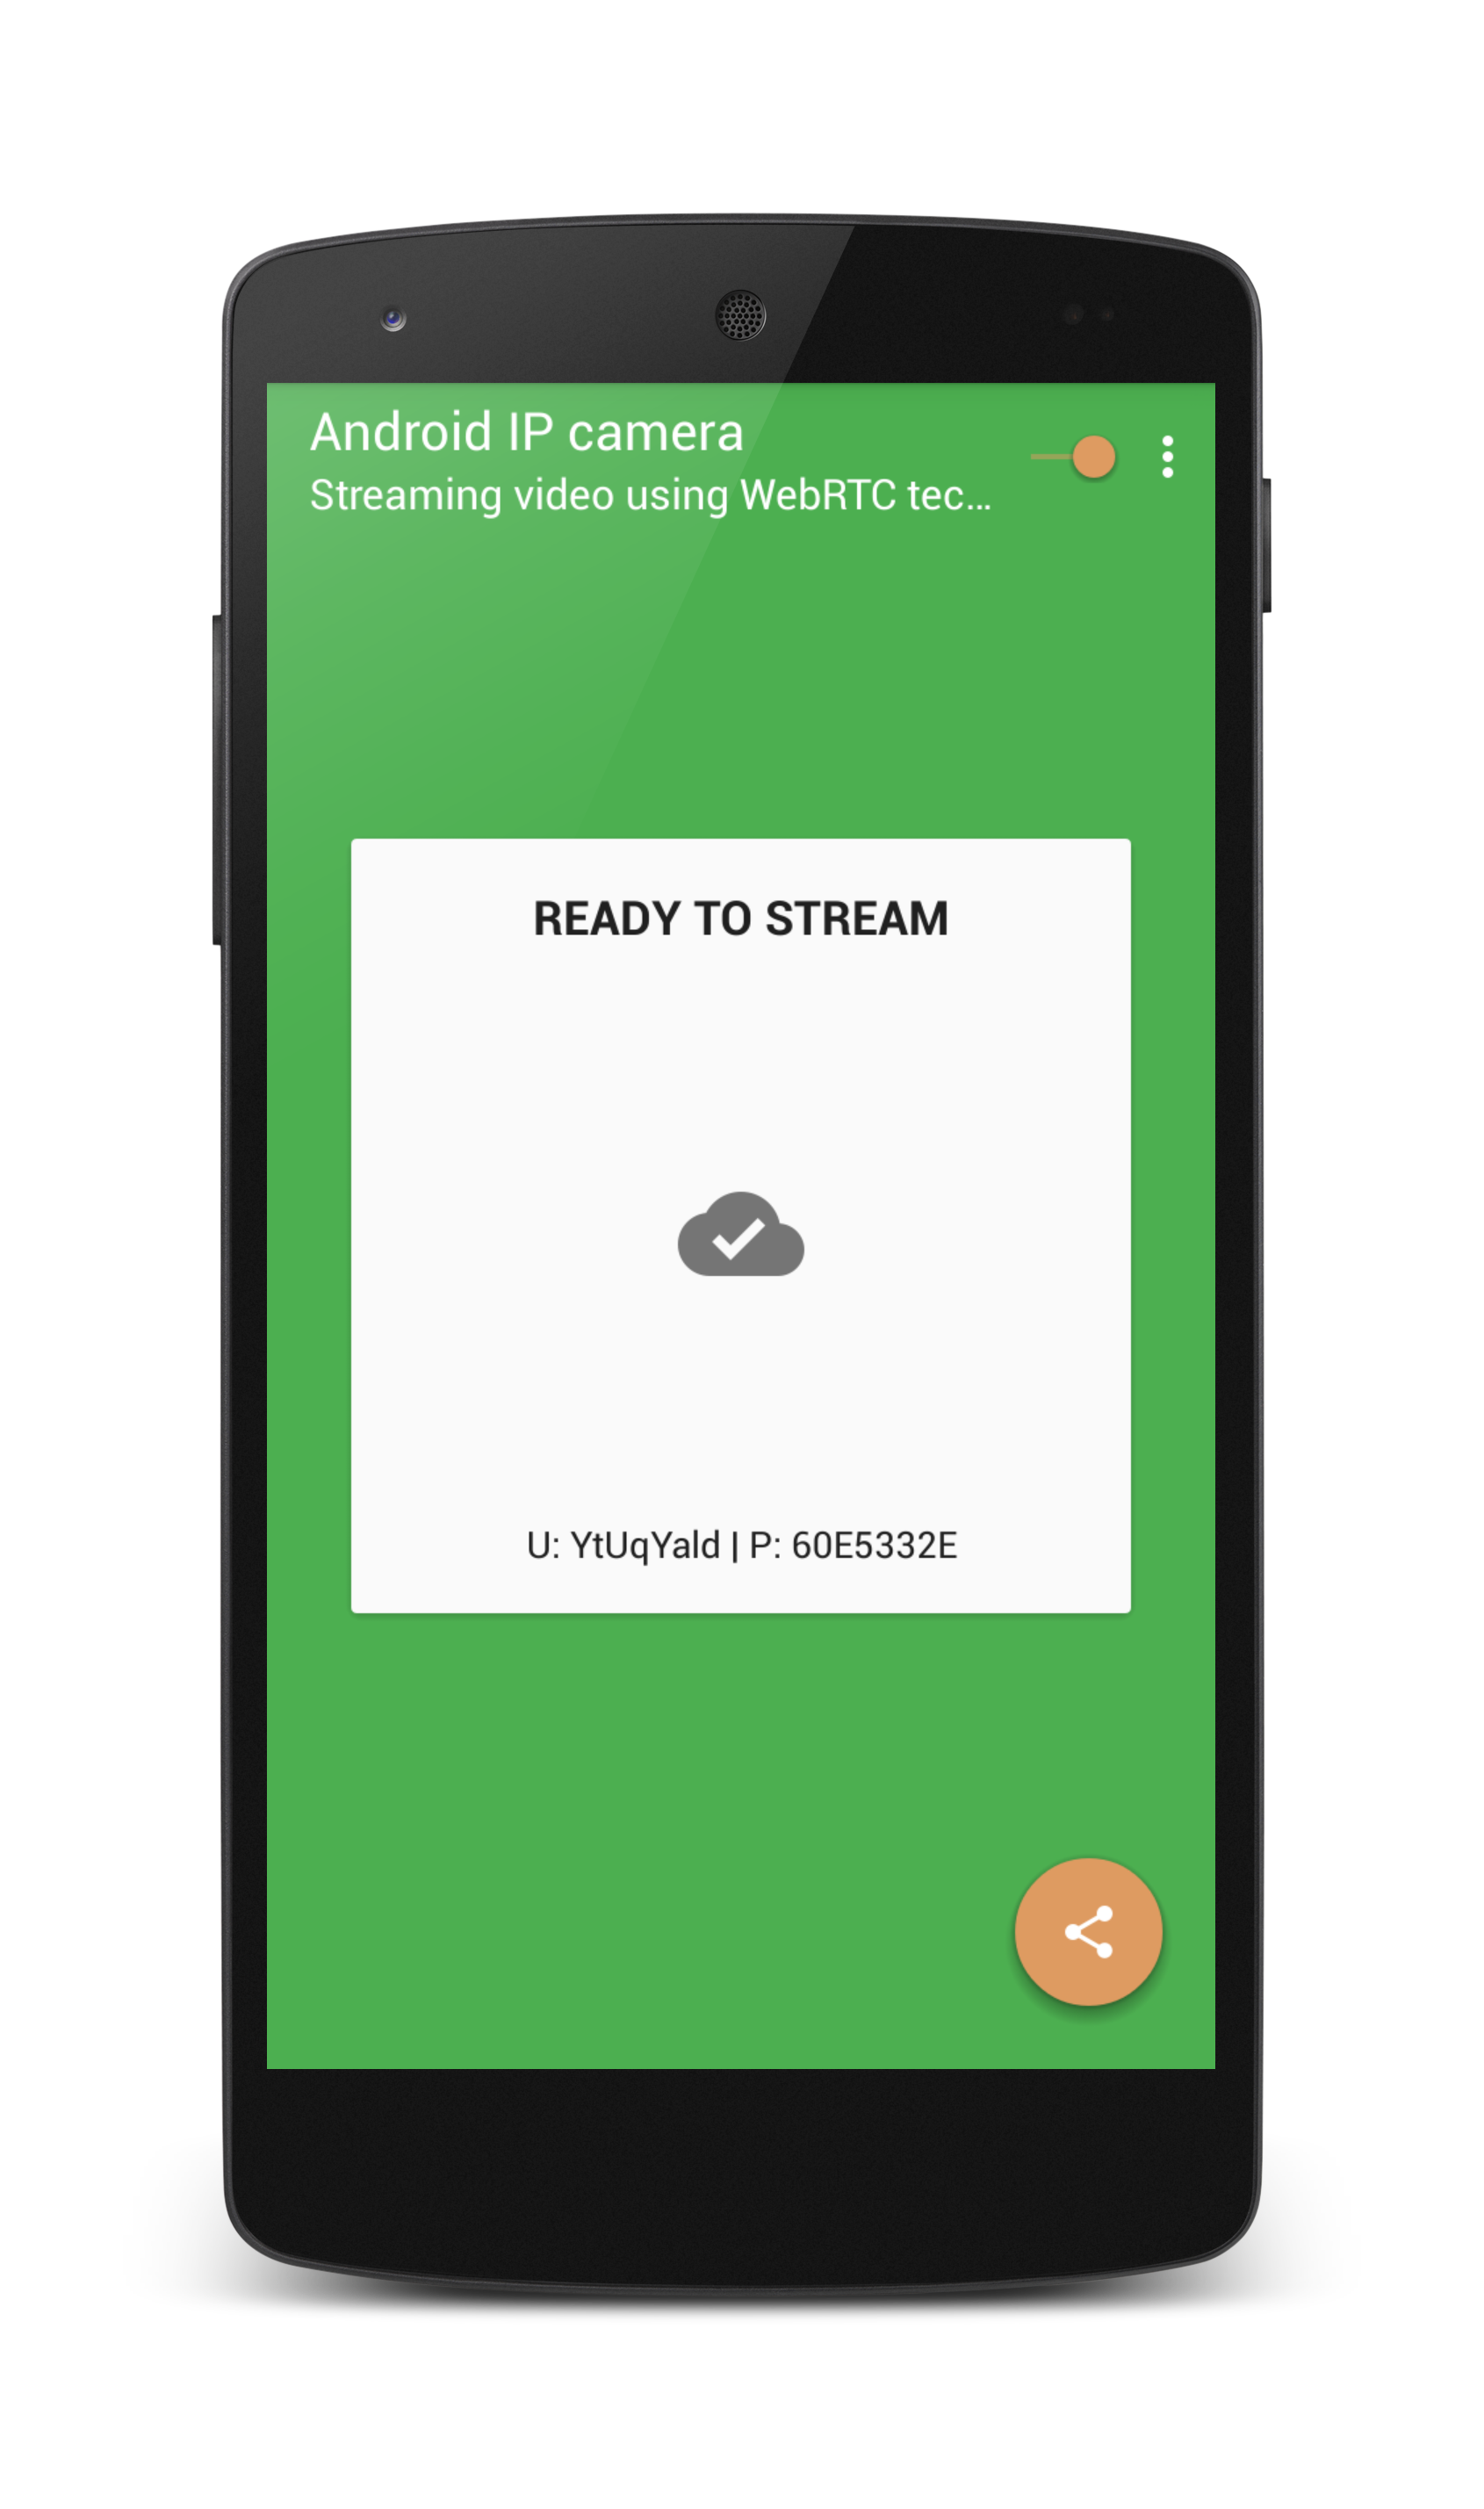 Android IP camera
Streaming video using WebRTC tec...
READY TO STREAM
U: YtUqYald | P: 60E5332E